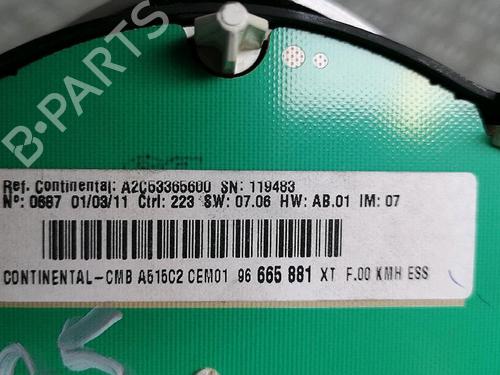 B-PARTS
Ref. Continental: A2C53365600 SN: 119483
Nº: 0687 01/03/11 Ctrl: 223 SW: 07.06 HW: AB.01 IM: 07
CONTINENTAL-CMB A515C2 CEM01 96 665 881 XT F.00 KMH ESS